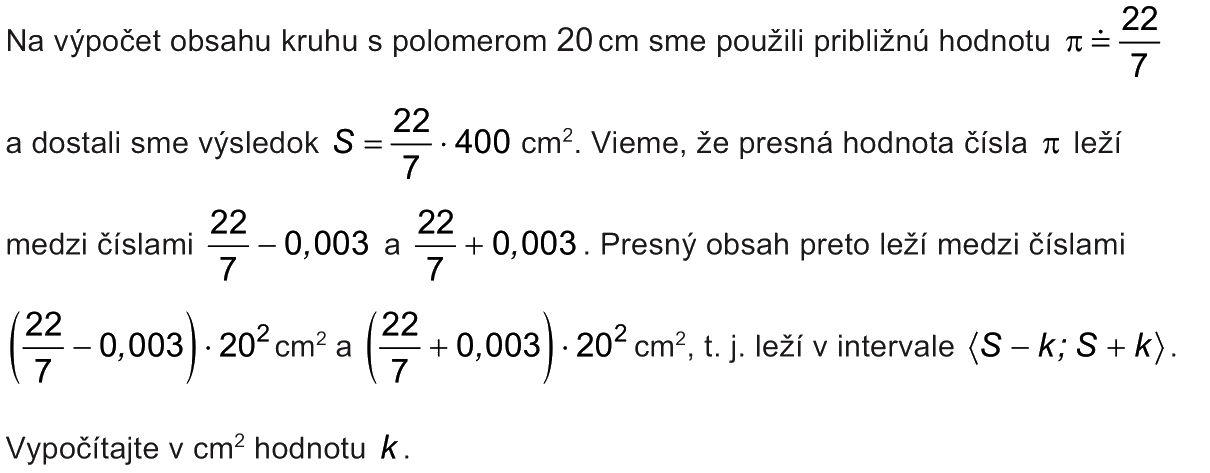 Na výpočet obsahu kruhu s polomerom 20 cm sme použili približnú hodnotu π ≐ 22/7
a dostali sme výsledok S = 22/7 · 400 cm². Vieme, že presná hodnota čísla π leží
medzi číslami 22/7 − 0,003 a 22/7 + 0,003. Presný obsah preto leží medzi číslami
(22/7 − 0,003) · 20² cm² a (22/7 + 0,003) · 20² cm², t. j. leží v intervale ⟨S − k; S + k⟩.
Vypočítajte v cm² hodnotu k.